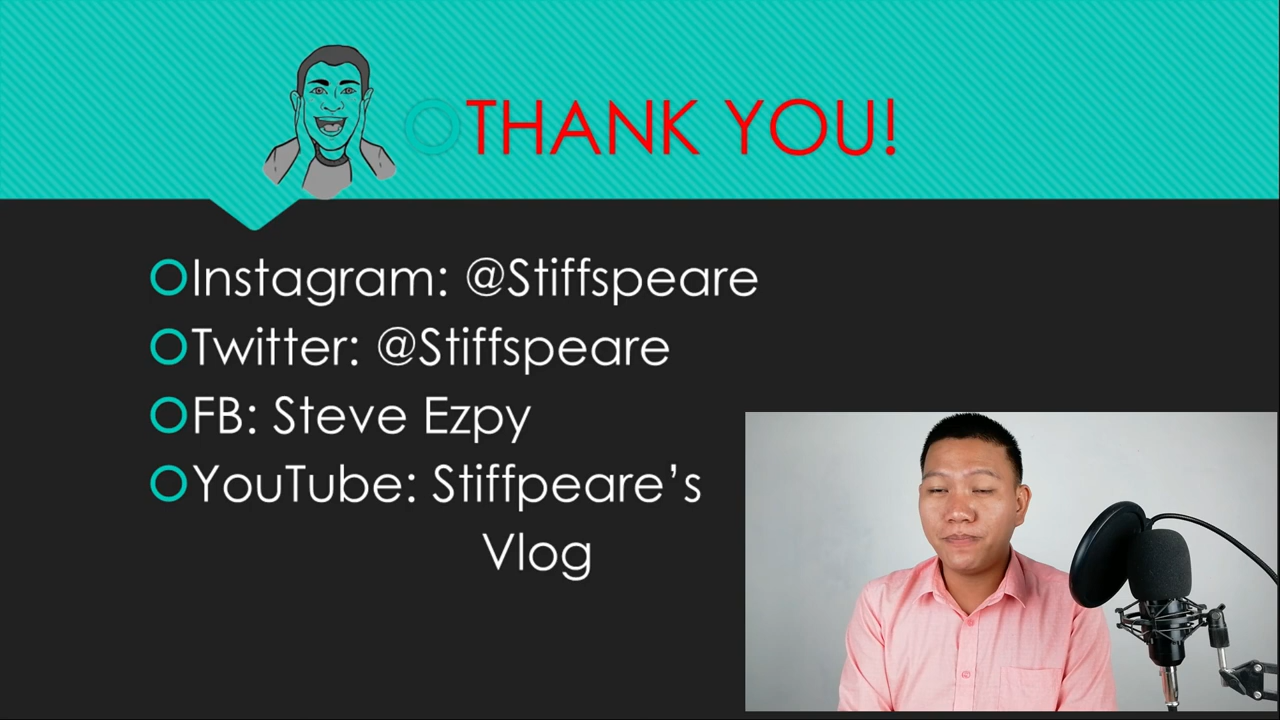 THANK YOU!
Instagram: @Stiffspeare
Twitter: @Stiffspeare
FB: Steve Ezpy
YouTube: Stiffpeare’s
Vlog